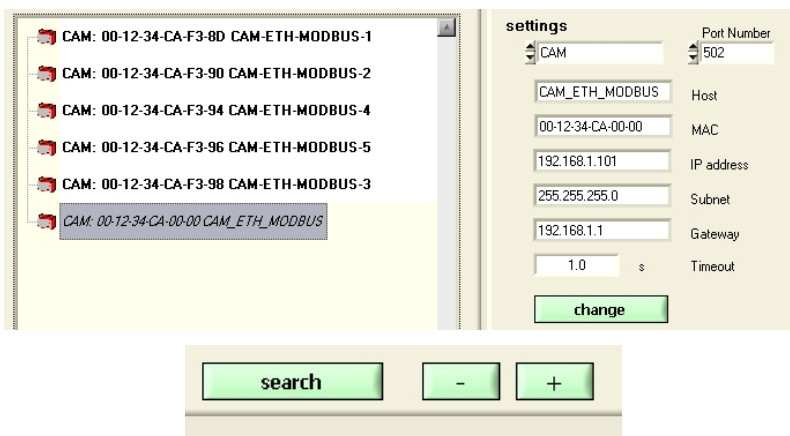 CAM: 00-12-34-CA-F3-8D CAM-ETH-MODBUS-1
CAM: 00-12-34-CA-F3-90 CAM-ETH-MODBUS-2
CAM: 00-12-34-CA-F3-94 CAM-ETH-MODBUS-4
CAM: 00-12-34-CA-F3-96 CAM-ETH-MODBUS-5
CAM: 00-12-34-CA-F3-98 CAM-ETH-MODBUS-3
CAM: 00-12-34-CA-00-00 CAM_ETH_MODBUS
settings
Port Number
CAM 502
CAM_ETH_MODBUS Host
00-12-34-CA-00-00 MAC
192.168.1.101 IP address
255.255.255.0 Subnet
192.168.1.1 Gateway
1.0 s Timeout
change
search - +